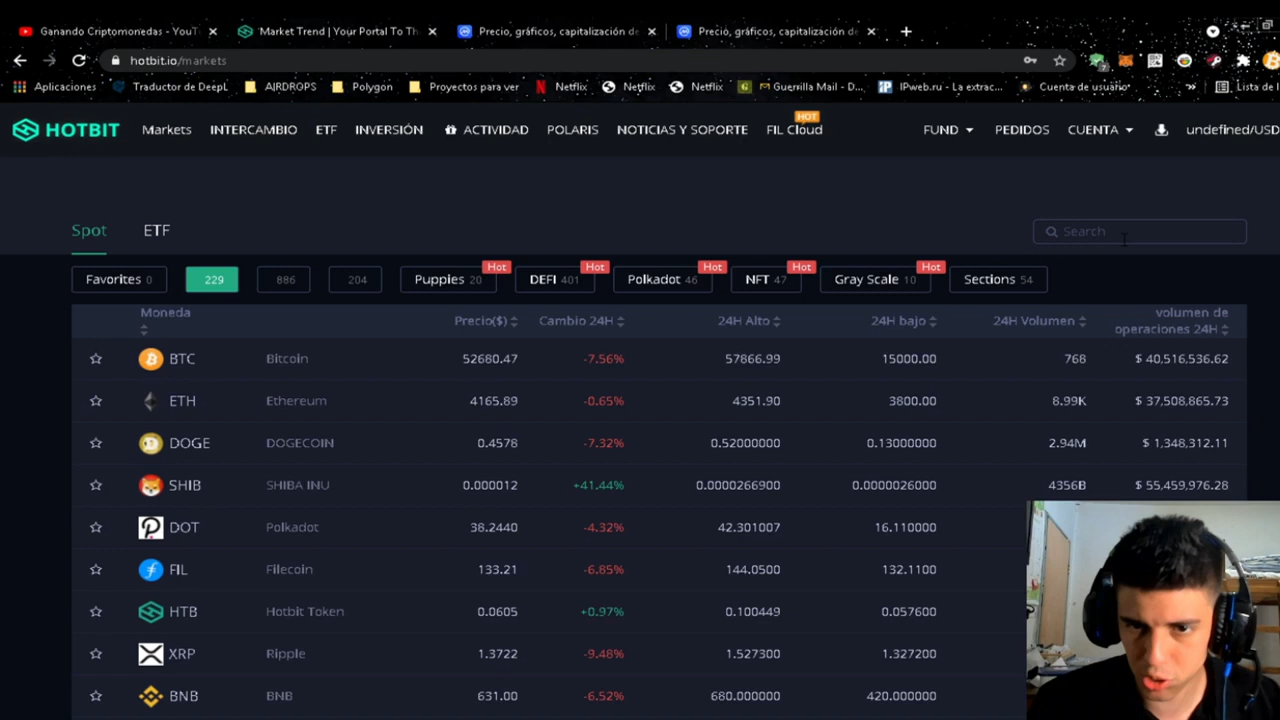 Ganando Criptomonedas - YouT
Market Trend | Your Portal To Th
Precio, gráficos, capitalización de
Precio, gráficos, capitalización de
hotbit.io/markets
Aplicaciones Traductor de DeepL AIRDROPS Polygon Proyectos para ver Netflix Netflix Netflix Guerrilla Mail - D... IPweb.ru - La extrac... Cuenta de usuario Lista de l
HOTBIT Markets INTERCAMBIO ETF INVERSIÓN ACTIVIDAD POLARIS NOTICIAS Y SOPORTE FIL Cloud HOT FUND PEDIDOS CUENTA undefined/USD
Spot ETF Search
Favorites 0 229 886 204 Puppies 20 Hot DEFI 401 Hot Polkadot 46 Hot NFT 47 Hot Gray Scale 10 Hot Sections 54
Moneda Precio($) Cambio 24H 24H Alto 24H bajo 24H Volumen volumen de
operaciones 24H
BTC Bitcoin 52680.47 -7.56% 57866.99 15000.00 768 $ 40,516,536.62
ETH Ethereum 4165.89 -0.65% 4351.90 3800.00 8.99K $ 37,508,865.73
DOGE DOGECOIN 0.4578 -7.32% 0.52000000 0.13000000 2.94M $ 1,348,312.11
SHIB SHIBA INU 0.000012 +41.44% 0.0000266900 0.0000026000 4356B $ 55,459,976.28
DOT Polkadot 38.2440 -4.32% 42.301007 16.110000
FIL Filecoin 133.21 -6.85% 144.0500 132.1100
HTB Hotbit Token 0.0605 +0.97% 0.100449 0.057600
XRP Ripple 1.3722 -9.48% 1.527300 1.327200
BNB BNB 631.00 -6.52% 680.000000 420.000000